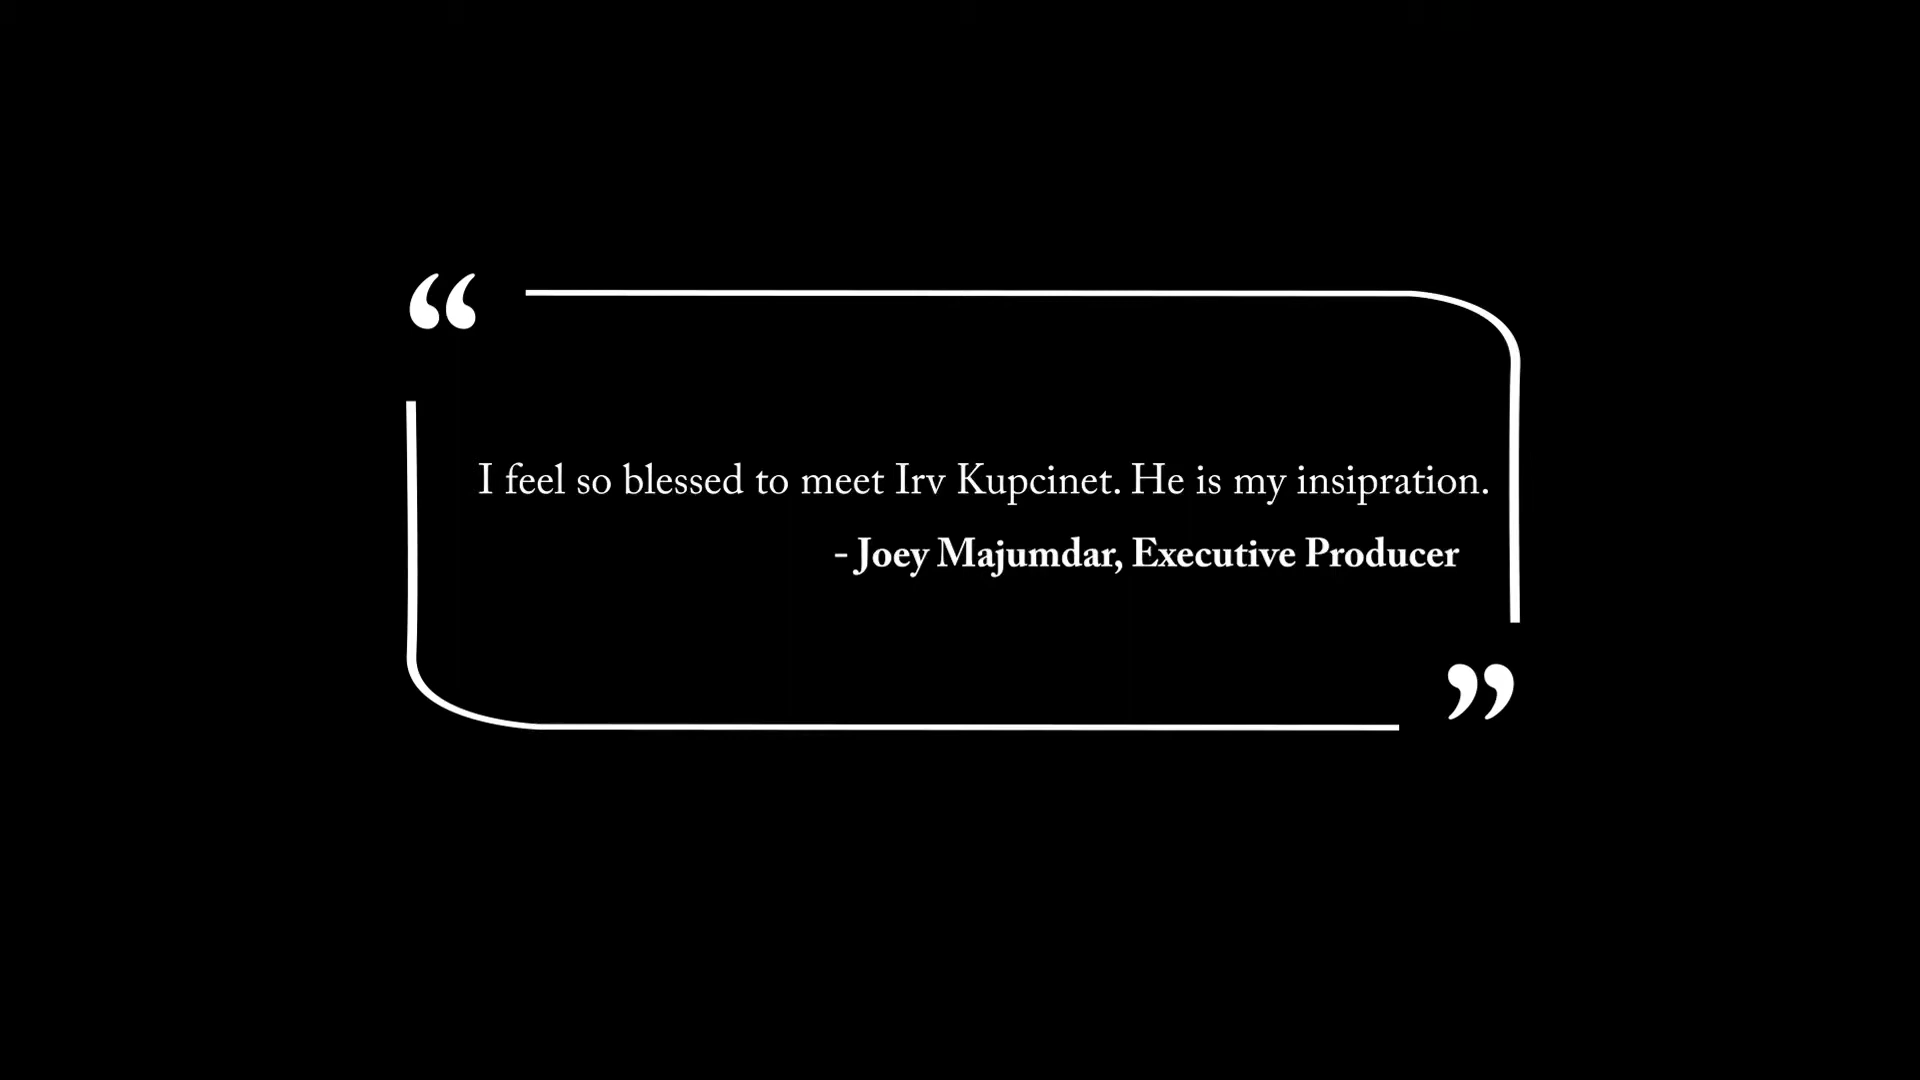 “
I feel so blessed to meet Irv Kupcinet. He is my insipration.
- Joey Majumdar, Executive Producer
”